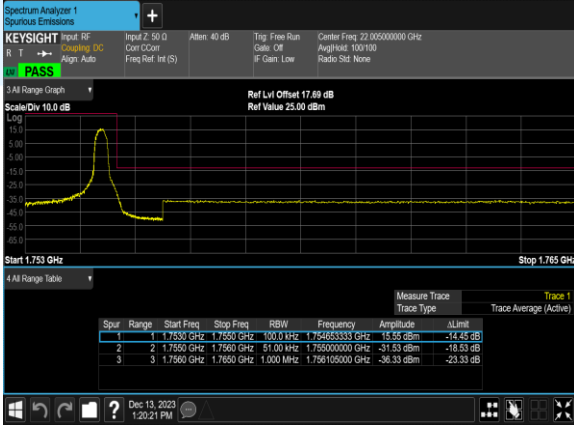 Spectrum Analyzer 1
Spurious Emissions
+
KEYSIGHT Input: RF
R T Coupling: DC
Align: Auto
Input Z: 50 Ω
Corr CCorr
Freq Ref: Int (S)
Atten: 40 dB
Trig: Free Run
Gate: Off
IF Gain: Low
Center Freq: 22.005000000 GHz
Avg|Hold: 100/100
Radio Std: None
PASS
3 All Range Graph
Scale/Div 10.0 dB
Ref Lvl Offset 17.69 dB
Ref Value 25.00 dBm
Log
15.0
5.00
-5.00
-15.0
-25.0
-35.0
-45.0
-55.0
-65.0
Start 1.753 GHz
Stop 1.765 GHz
4 All Range Table
Measure Trace Trace 1
Trace Type Trace Average (Active)
Spur Range Start Freq Stop Freq RBW Frequency Amplitude ΔLimit
1 1 1.7530 GHz 1.7550 GHz 100.0 kHz 1.754653333 GHz 15.55 dBm -14.45 dB
2 2 1.7550 GHz 1.7560 GHz 51.00 kHz 1.755000000 GHz -31.53 dBm -18.53 dB
3 3 1.7560 GHz 1.7650 GHz 1.000 MHz 1.756105000 GHz -36.33 dBm -23.33 dB
?
Dec 13, 2023
1:20:21 PM